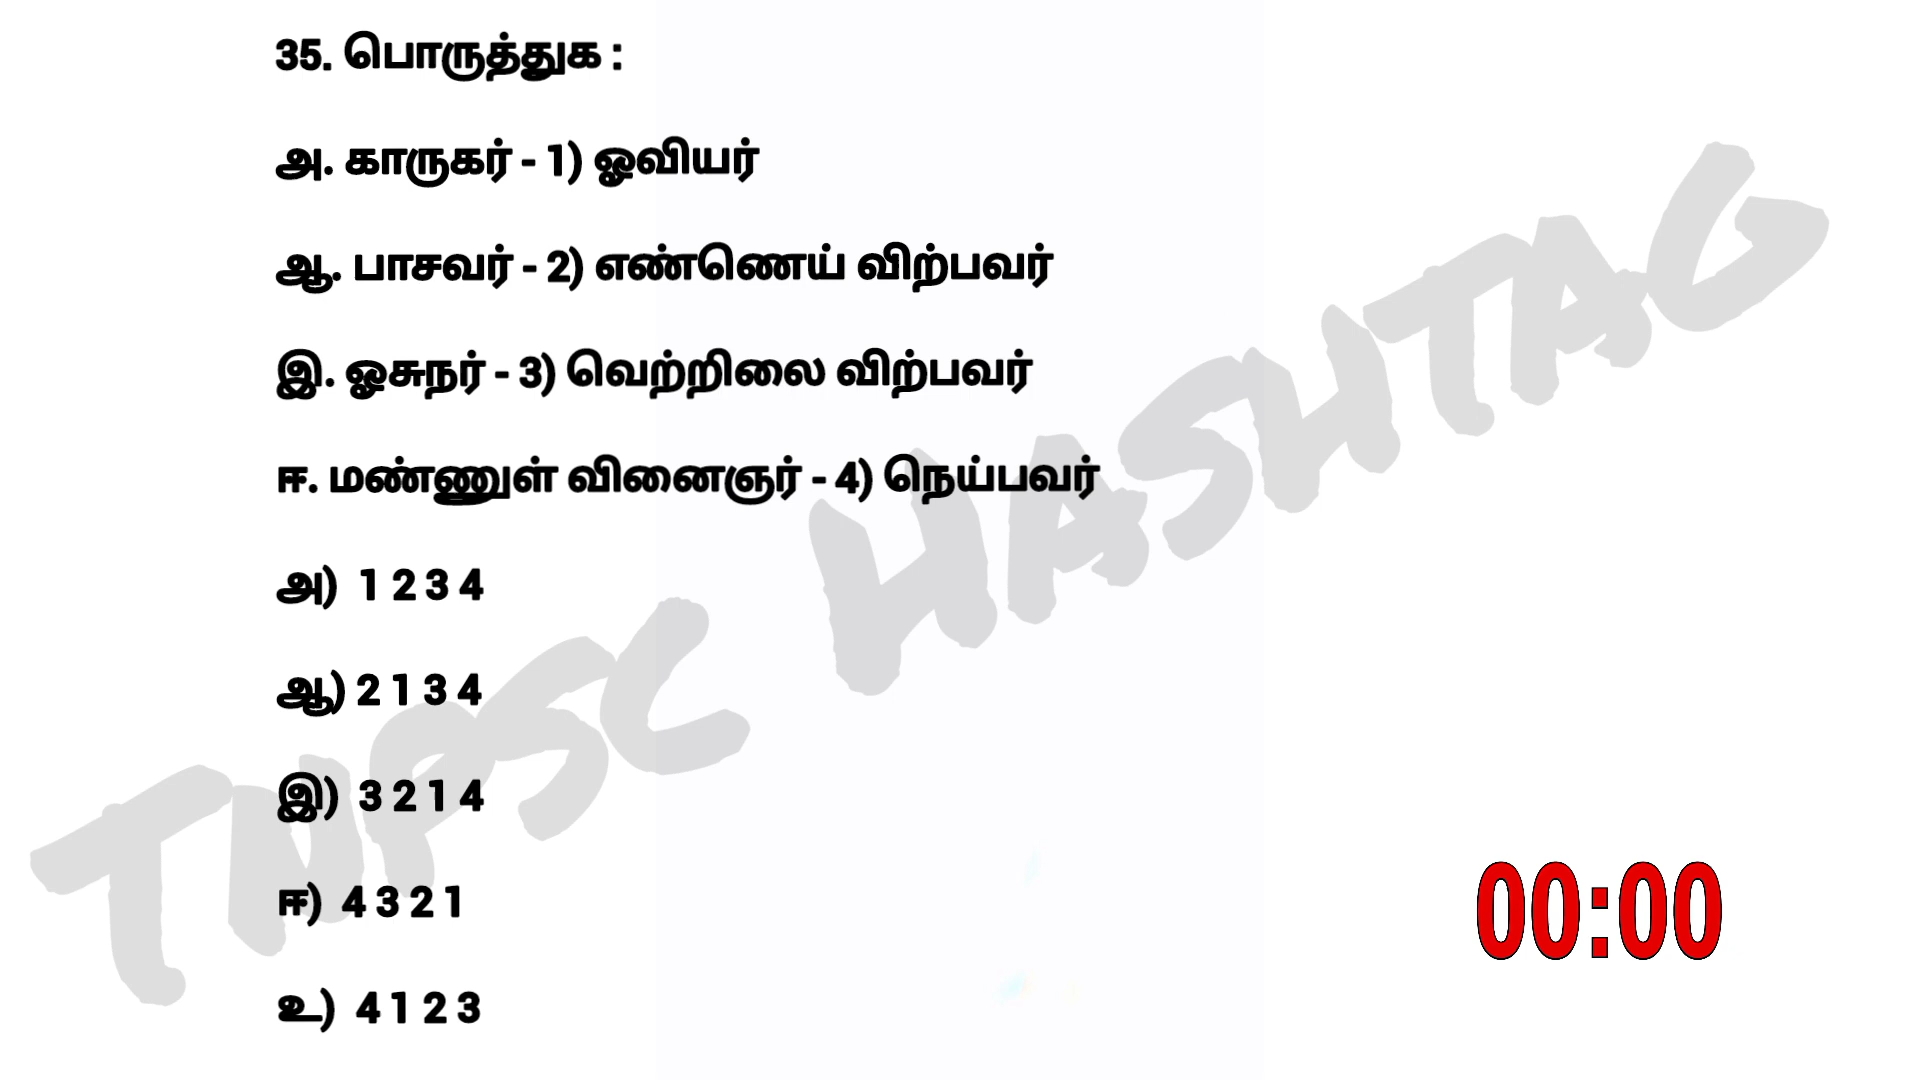 35. பொருத்துக :
அ. காருகர் - 1) ஓவியர்
ஆ. பாசவர் - 2) எண்ணெய் விற்பவர்
இ. ஓசுநர் - 3) வெற்றிலை விற்பவர்
ஈ. மண்ணுள் வினைஞர் - 4) நெய்பவர்
அ) 1 2 3 4
ஆ) 2 1 3 4
இ) 3 2 1 4
ஈ) 4 3 2 1
உ) 4 1 2 3
TNPSC HASHTAG
00:00